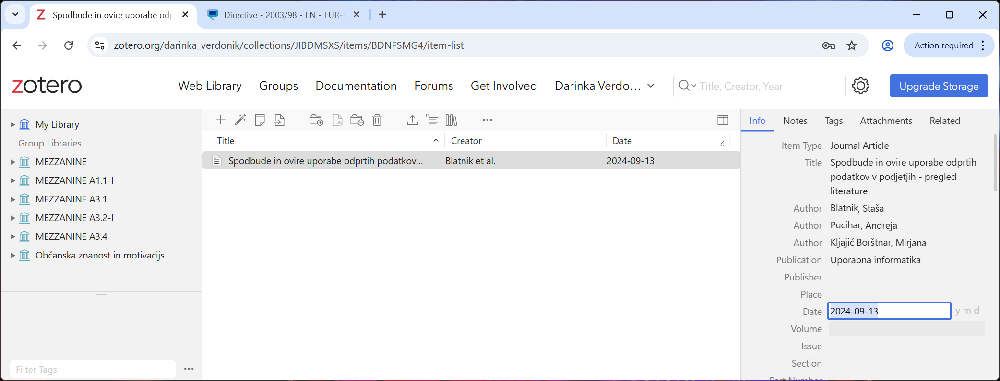 Spodbude in ovire uporabe odp
Directive - 2003/98 - EN - EUR-
zotero.org/darinka_verdonik/collections/JIBDMSXS/items/BDNFSMG4/item-list
Action required
zotero
Web Library
Groups
Documentation
Forums
Get Involved
Darinka Verdo...
Title, Creator, Year
Upgrade Storage
My Library
Group Libraries
MEZZANINE
MEZZANINE A1.1-I
MEZZANINE A3.1
MEZZANINE A3.2-I
MEZZANINE A3.4
Občanska znanost in motivacijs...
Filter Tags
Title
Creator
Date
Spodbude in ovire uporabe odprtih podatkov...
Blatnik et al.
2024-09-13
Info
Notes
Tags
Attachments
Related
Item Type Journal Article
Title Spodbude in ovire uporabe odprtih
podatkov v podjetjih - pregled
literature
Author Blatnik, Staša
Author Pucihar, Andreja
Author Kljajić Borštnar, Mirjana
Publication Uporabna informatika
Publisher
Place
Date 2024-09-13 y m d
Volume
Issue
Section
Part Number